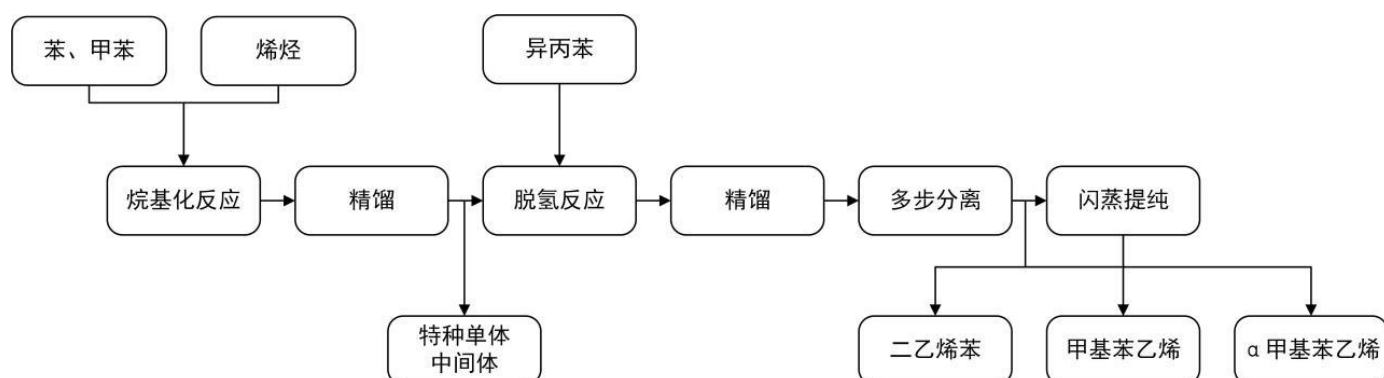 苯、甲苯
烯烃
异丙苯
烷基化反应
精馏
脱氢反应
精馏
多步分离
闪蒸提纯
特种单体
中间体
二乙烯苯
甲基苯乙烯
α甲基苯乙烯